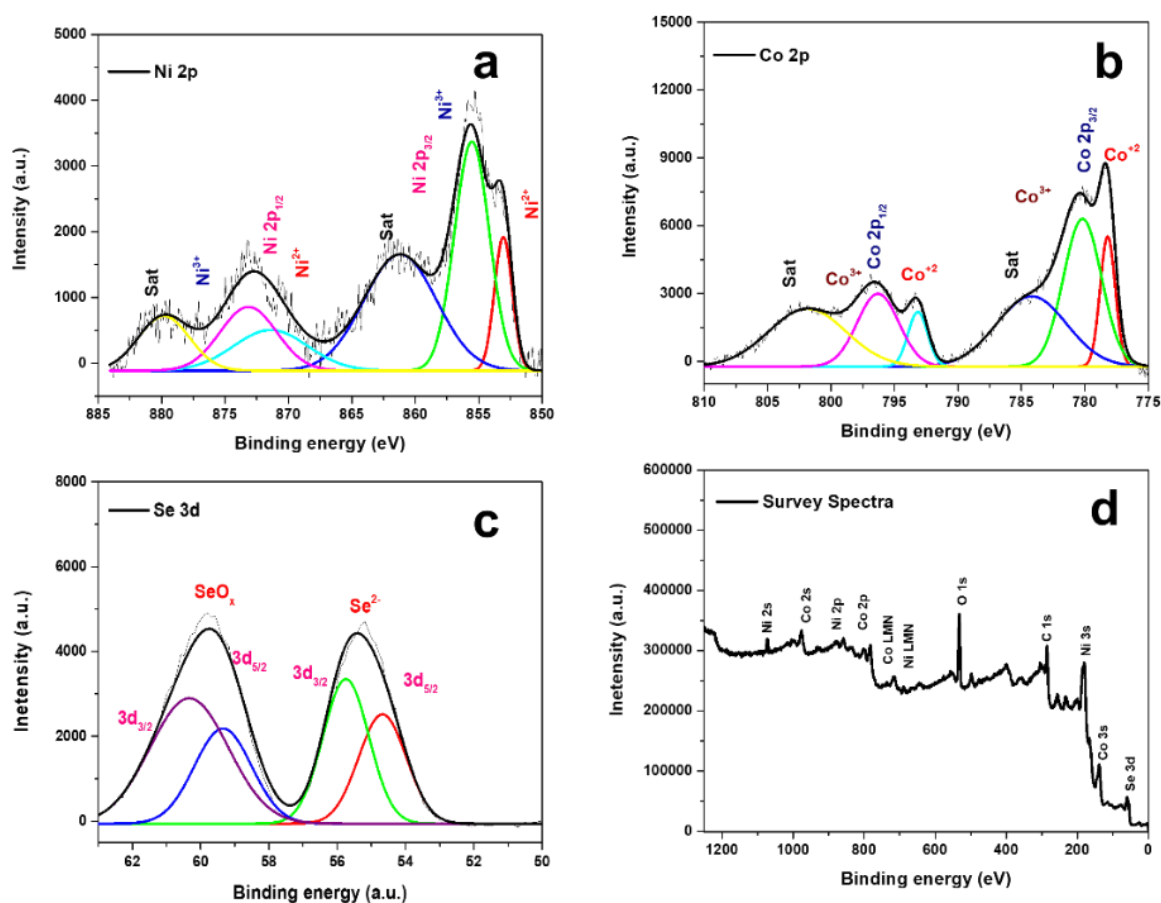 a
Ni 2p
Intensity (a.u.)
5000
4000
3000
2000
1000
0
Sat
Ni³⁺
Ni 2p₁/₂
Ni²⁺
Sat
Ni 2p₃/₂
Ni³⁺
Ni²⁺
885 880 875 870 865 860 855 850
Binding energy (eV)
b
Co 2p
Intensity (a.u.)
15000
12000
9000
6000
3000
0
Sat
Co³⁺
Co 2p₁/₂
Co⁺²
Sat
Co³⁺
Co 2p₃/₂
Co⁺²
810 805 800 795 790 785 780 775
Binding energy (eV)
c
Se 3d
Inetensity (a.u.)
8000
6000
4000
2000
0
SeOₓ
3d₃/₂
3d₅/₂
Se²⁻
3d₃/₂
3d₅/₂
62 60 58 56 54 52 50
Binding energy (a.u.)
d
Survey Spectra
Inetensity (a.u.)
600000
500000
400000
300000
200000
100000
0
Ni 2s
Co 2s
Ni 2p
Co 2p
Co LMN
Ni LMN
O 1s
C 1s
Ni 3s
Co 3s
Se 3d
1200 1000 800 600 400 200 0
Binding energy (eV)